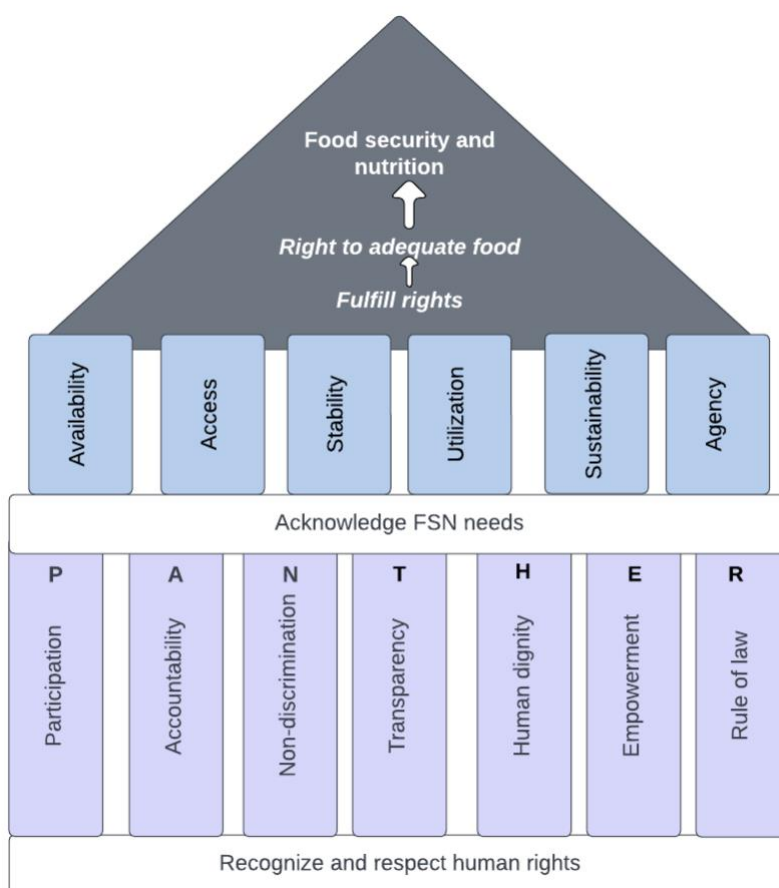 Food security and
nutrition
Right to adequate food
Fulfill rights
Availability
Access
Stability
Utilization
Sustainability
Agency
Acknowledge FSN needs
P
A
N
T
H
E
R
Participation
Accountability
Non-discrimination
Transparency
Human dignity
Empowerment
Rule of law
Recognize and respect human rights